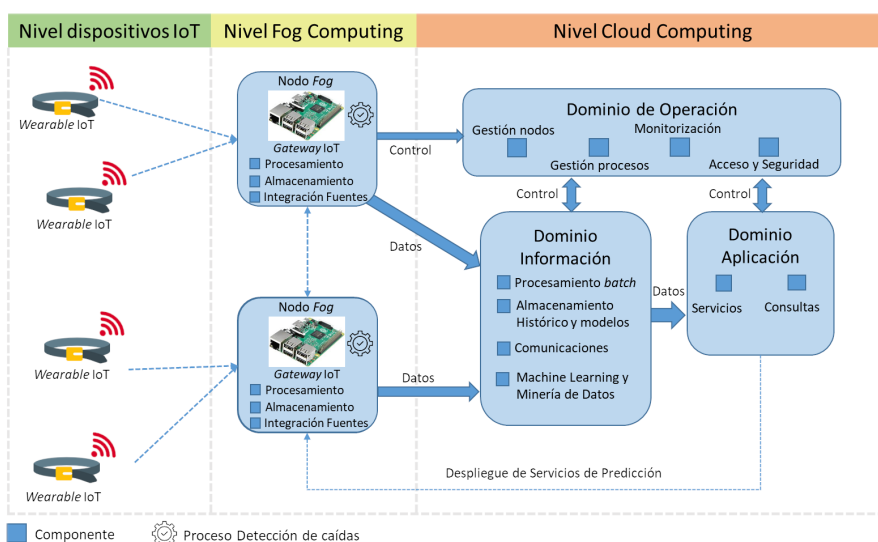 Nivel dispositivos IoT
Nivel Fog Computing
Nivel Cloud Computing
Wearable IoT
Wearable IoT
Wearable IoT
Wearable IoT
Nodo Fog
Gateway IoT
Procesamiento
Almacenamiento
Integración Fuentes
Nodo Fog
Gateway IoT
Procesamiento
Almacenamiento
Integración Fuentes
Control
Datos
Datos
Dominio de Operación
Gestión nodos
Gestión procesos
Monitorización
Acceso y Seguridad
Control
Control
Dominio
Información
Procesamiento batch
Almacenamiento
Histórico y modelos
Comunicaciones
Machine Learning y
Minería de Datos
Datos
Dominio
Aplicación
Servicios
Consultas
Despliegue de Servicios de Predicción
Componente
Proceso Detección de caídas